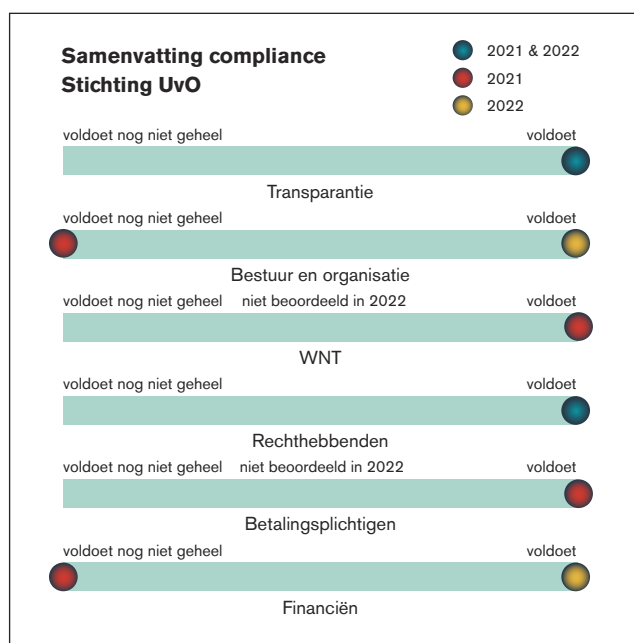 Samenvatting compliance
Stichting UvO
2021 & 2022
2021
2022
voldoet nog niet geheel voldoet
Transparantie
voldoet nog niet geheel voldoet
Bestuur en organisatie
voldoet nog niet geheel niet beoordeeld in 2022 voldoet
WNT
voldoet nog niet geheel voldoet
Rechthebbenden
voldoet nog niet geheel niet beoordeeld in 2022 voldoet
Betalingsplichtigen
voldoet nog niet geheel voldoet
Financiën